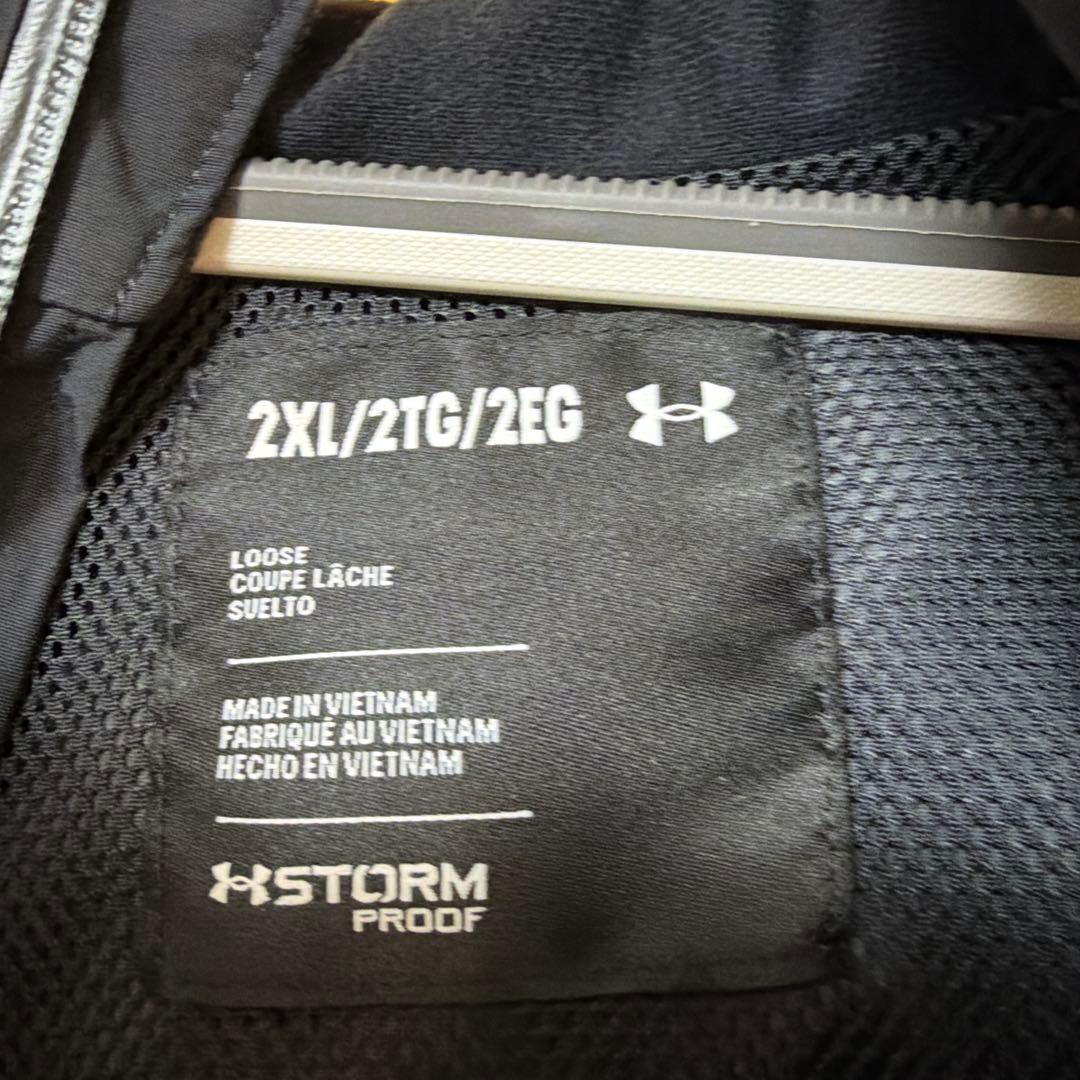 2XL/2TG/2EG
LOOSE
COUPE LÂCHE
SUELTO
MADE IN VIETNAM
FABRIQUÉ AU VIETNAM
HECHO EN VIETNAM
STORM
PROOF